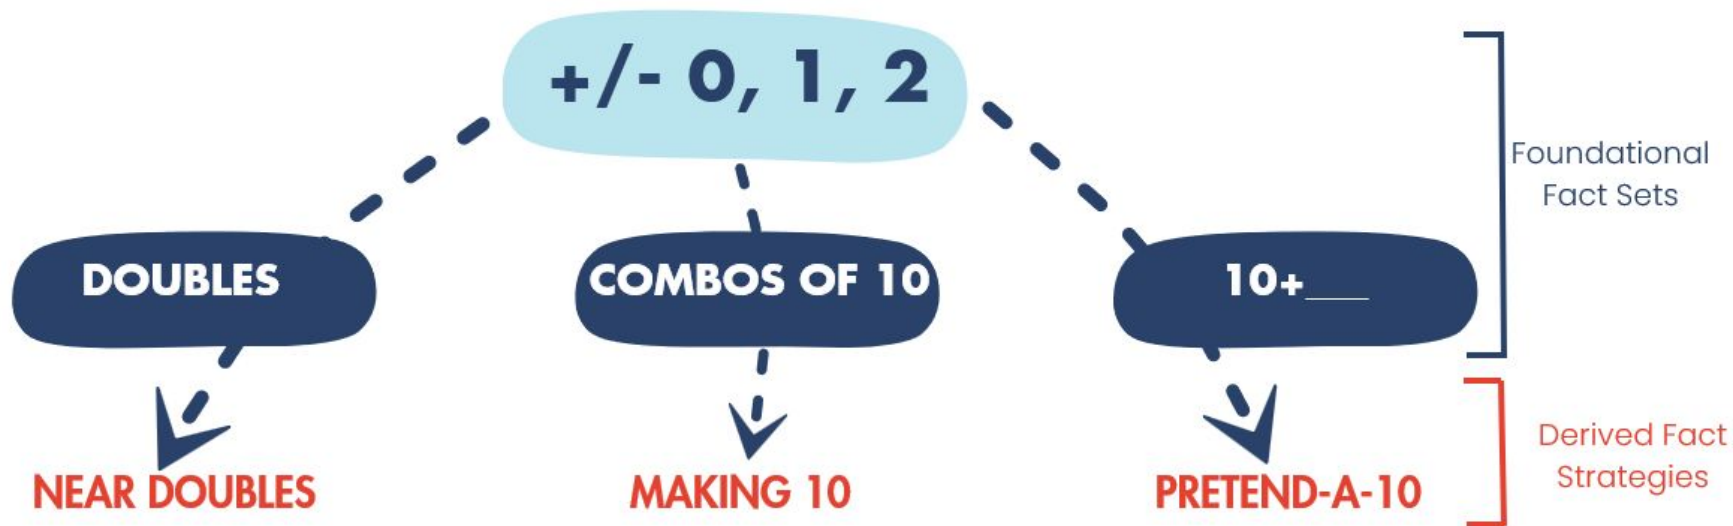 +/- 0, 1, 2
Foundational
Fact Sets
DOUBLES
COMBOS OF 10
10+___
Derived Fact
Strategies
NEAR DOUBLES
MAKING 10
PRETEND-A-10